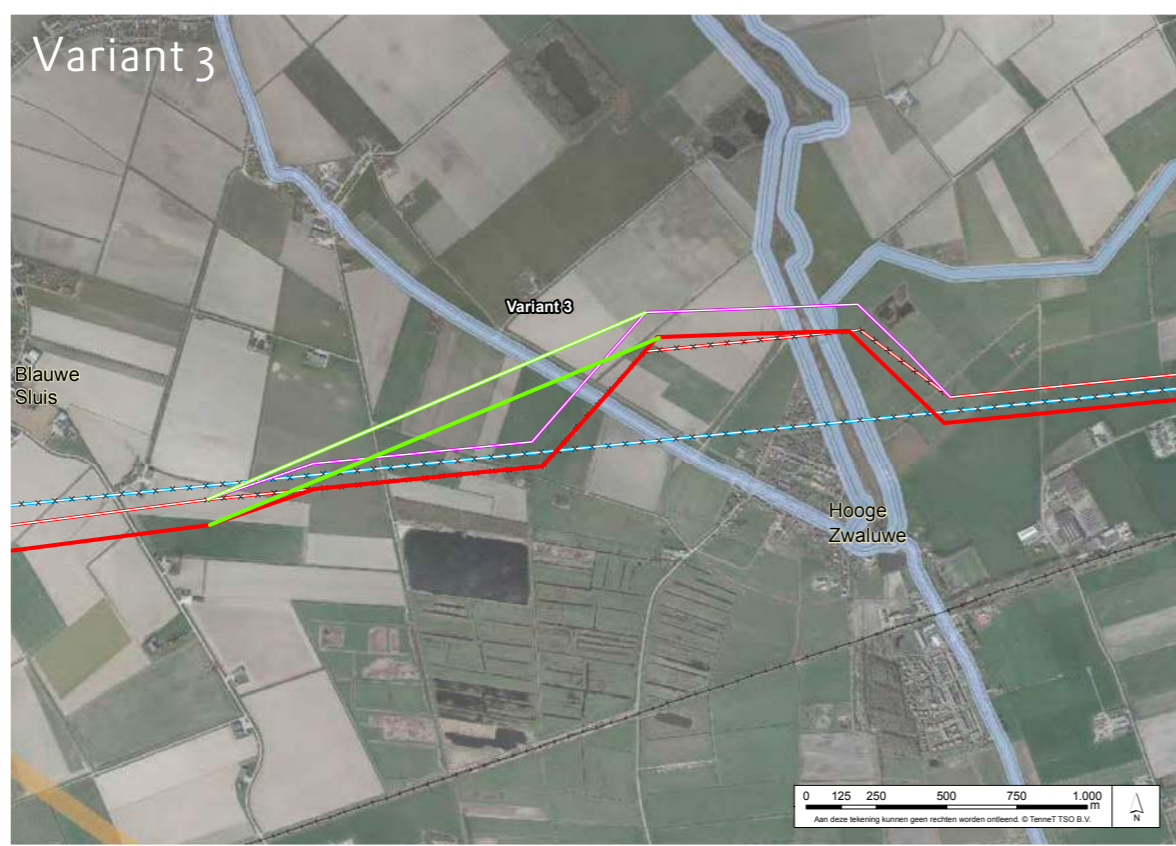 Variant 3
Variant 3
Blauwe
Sluis
Hooge
Zwaluwe
0 125 250 500 750 1.000
m
Aan deze tekening kunnen geen rechten worden ontleend. © TenneT TSO B.V.
N